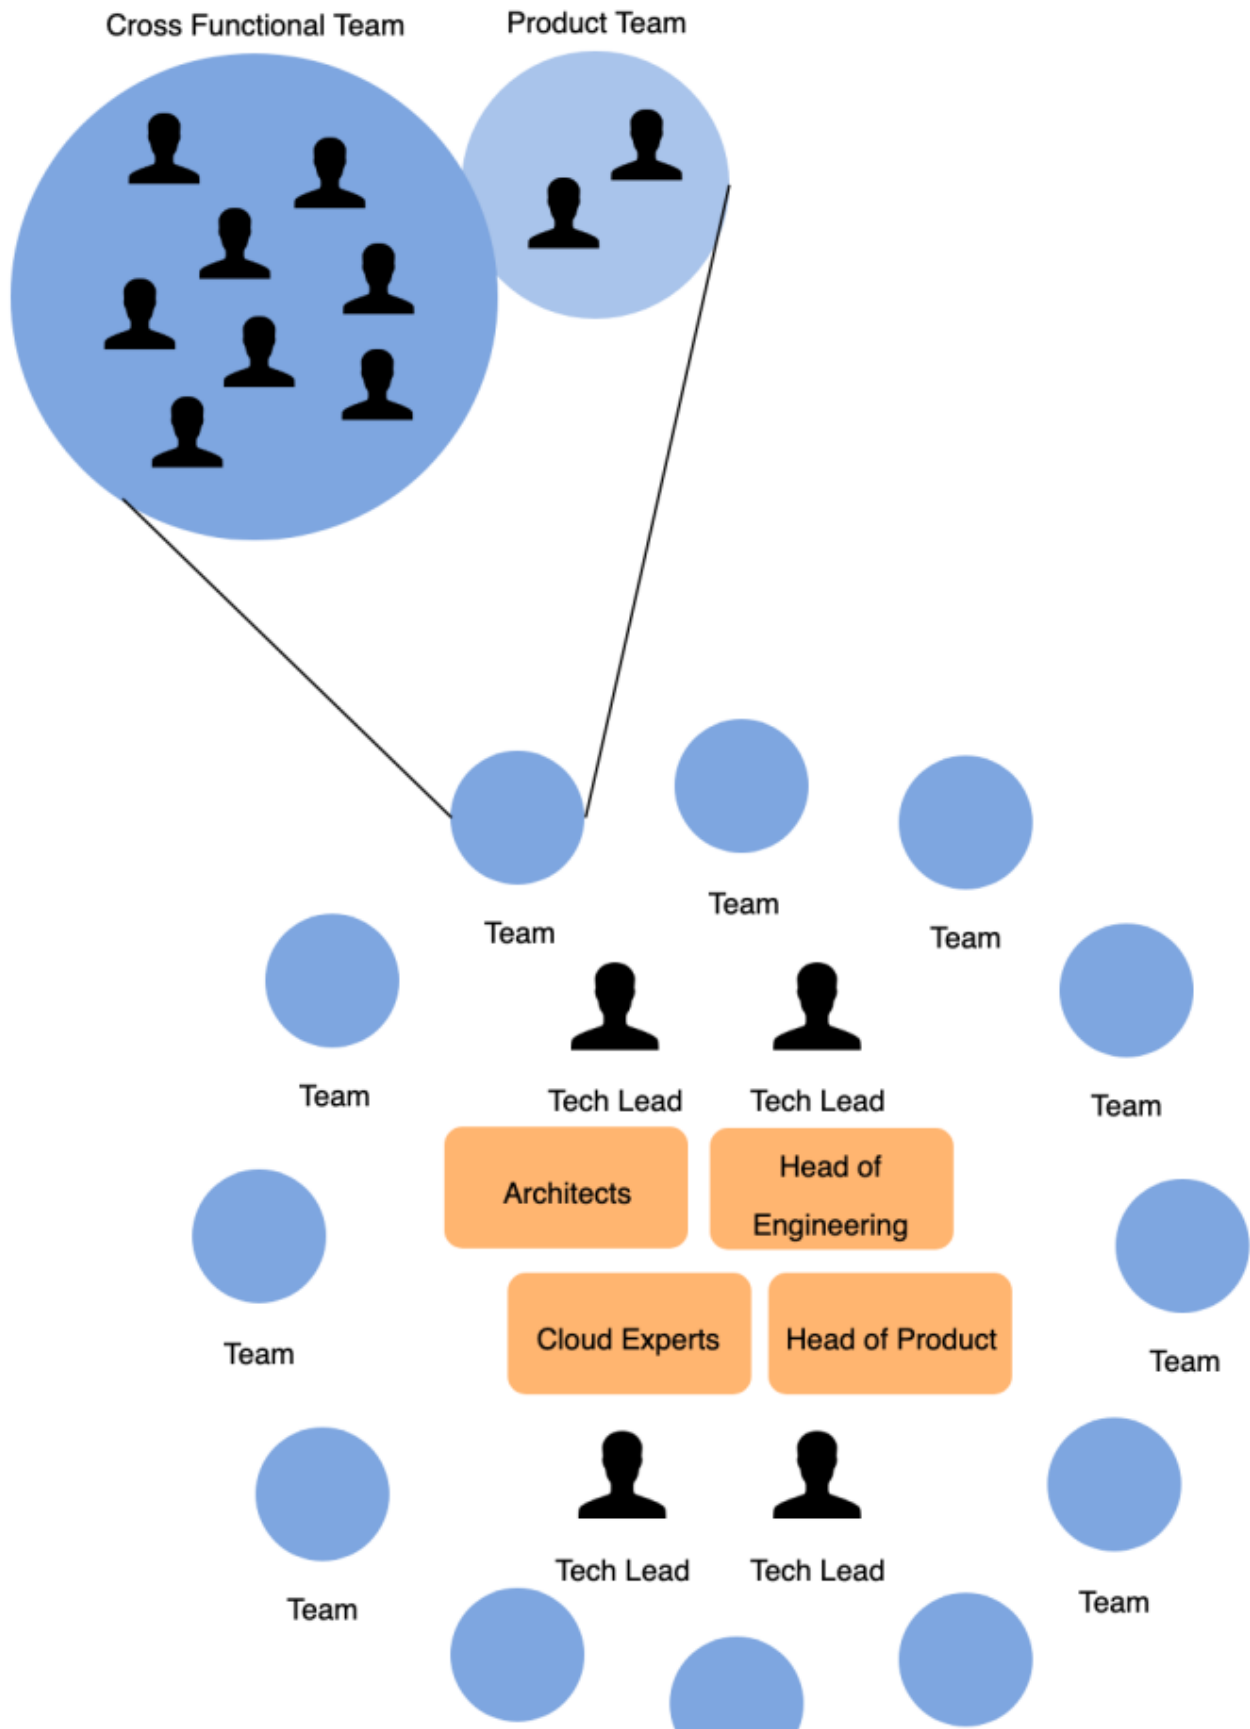 Cross Functional Team
Product Team
Team
Team
Team
Team
Team
Tech Lead
Tech Lead
Architects
Head of
Engineering
Team
Team
Cloud Experts
Head of Product
Tech Lead
Tech Lead
Team
Team